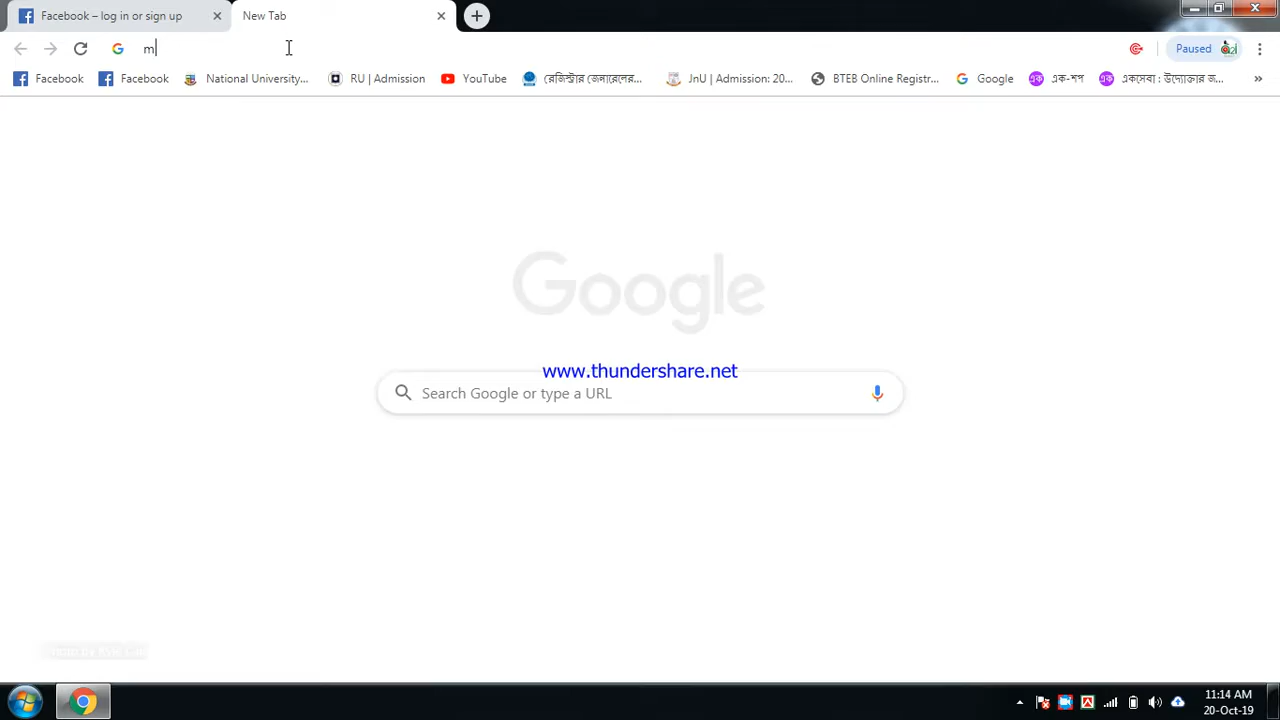 Facebook – log in or sign up
New Tab
m
Paused
Facebook
Facebook
National University...
RU | Admission
YouTube
রেজিস্টার জেনারেলের...
JnU | Admission: 20...
BTEB Online Registr...
Google
এক
এক-শপ
এক
একসেবা : উদ্যোক্তার জ...
»
Google
www.thundershare.net
Search Google or type a URL
11:14 AM
20-Oct-19